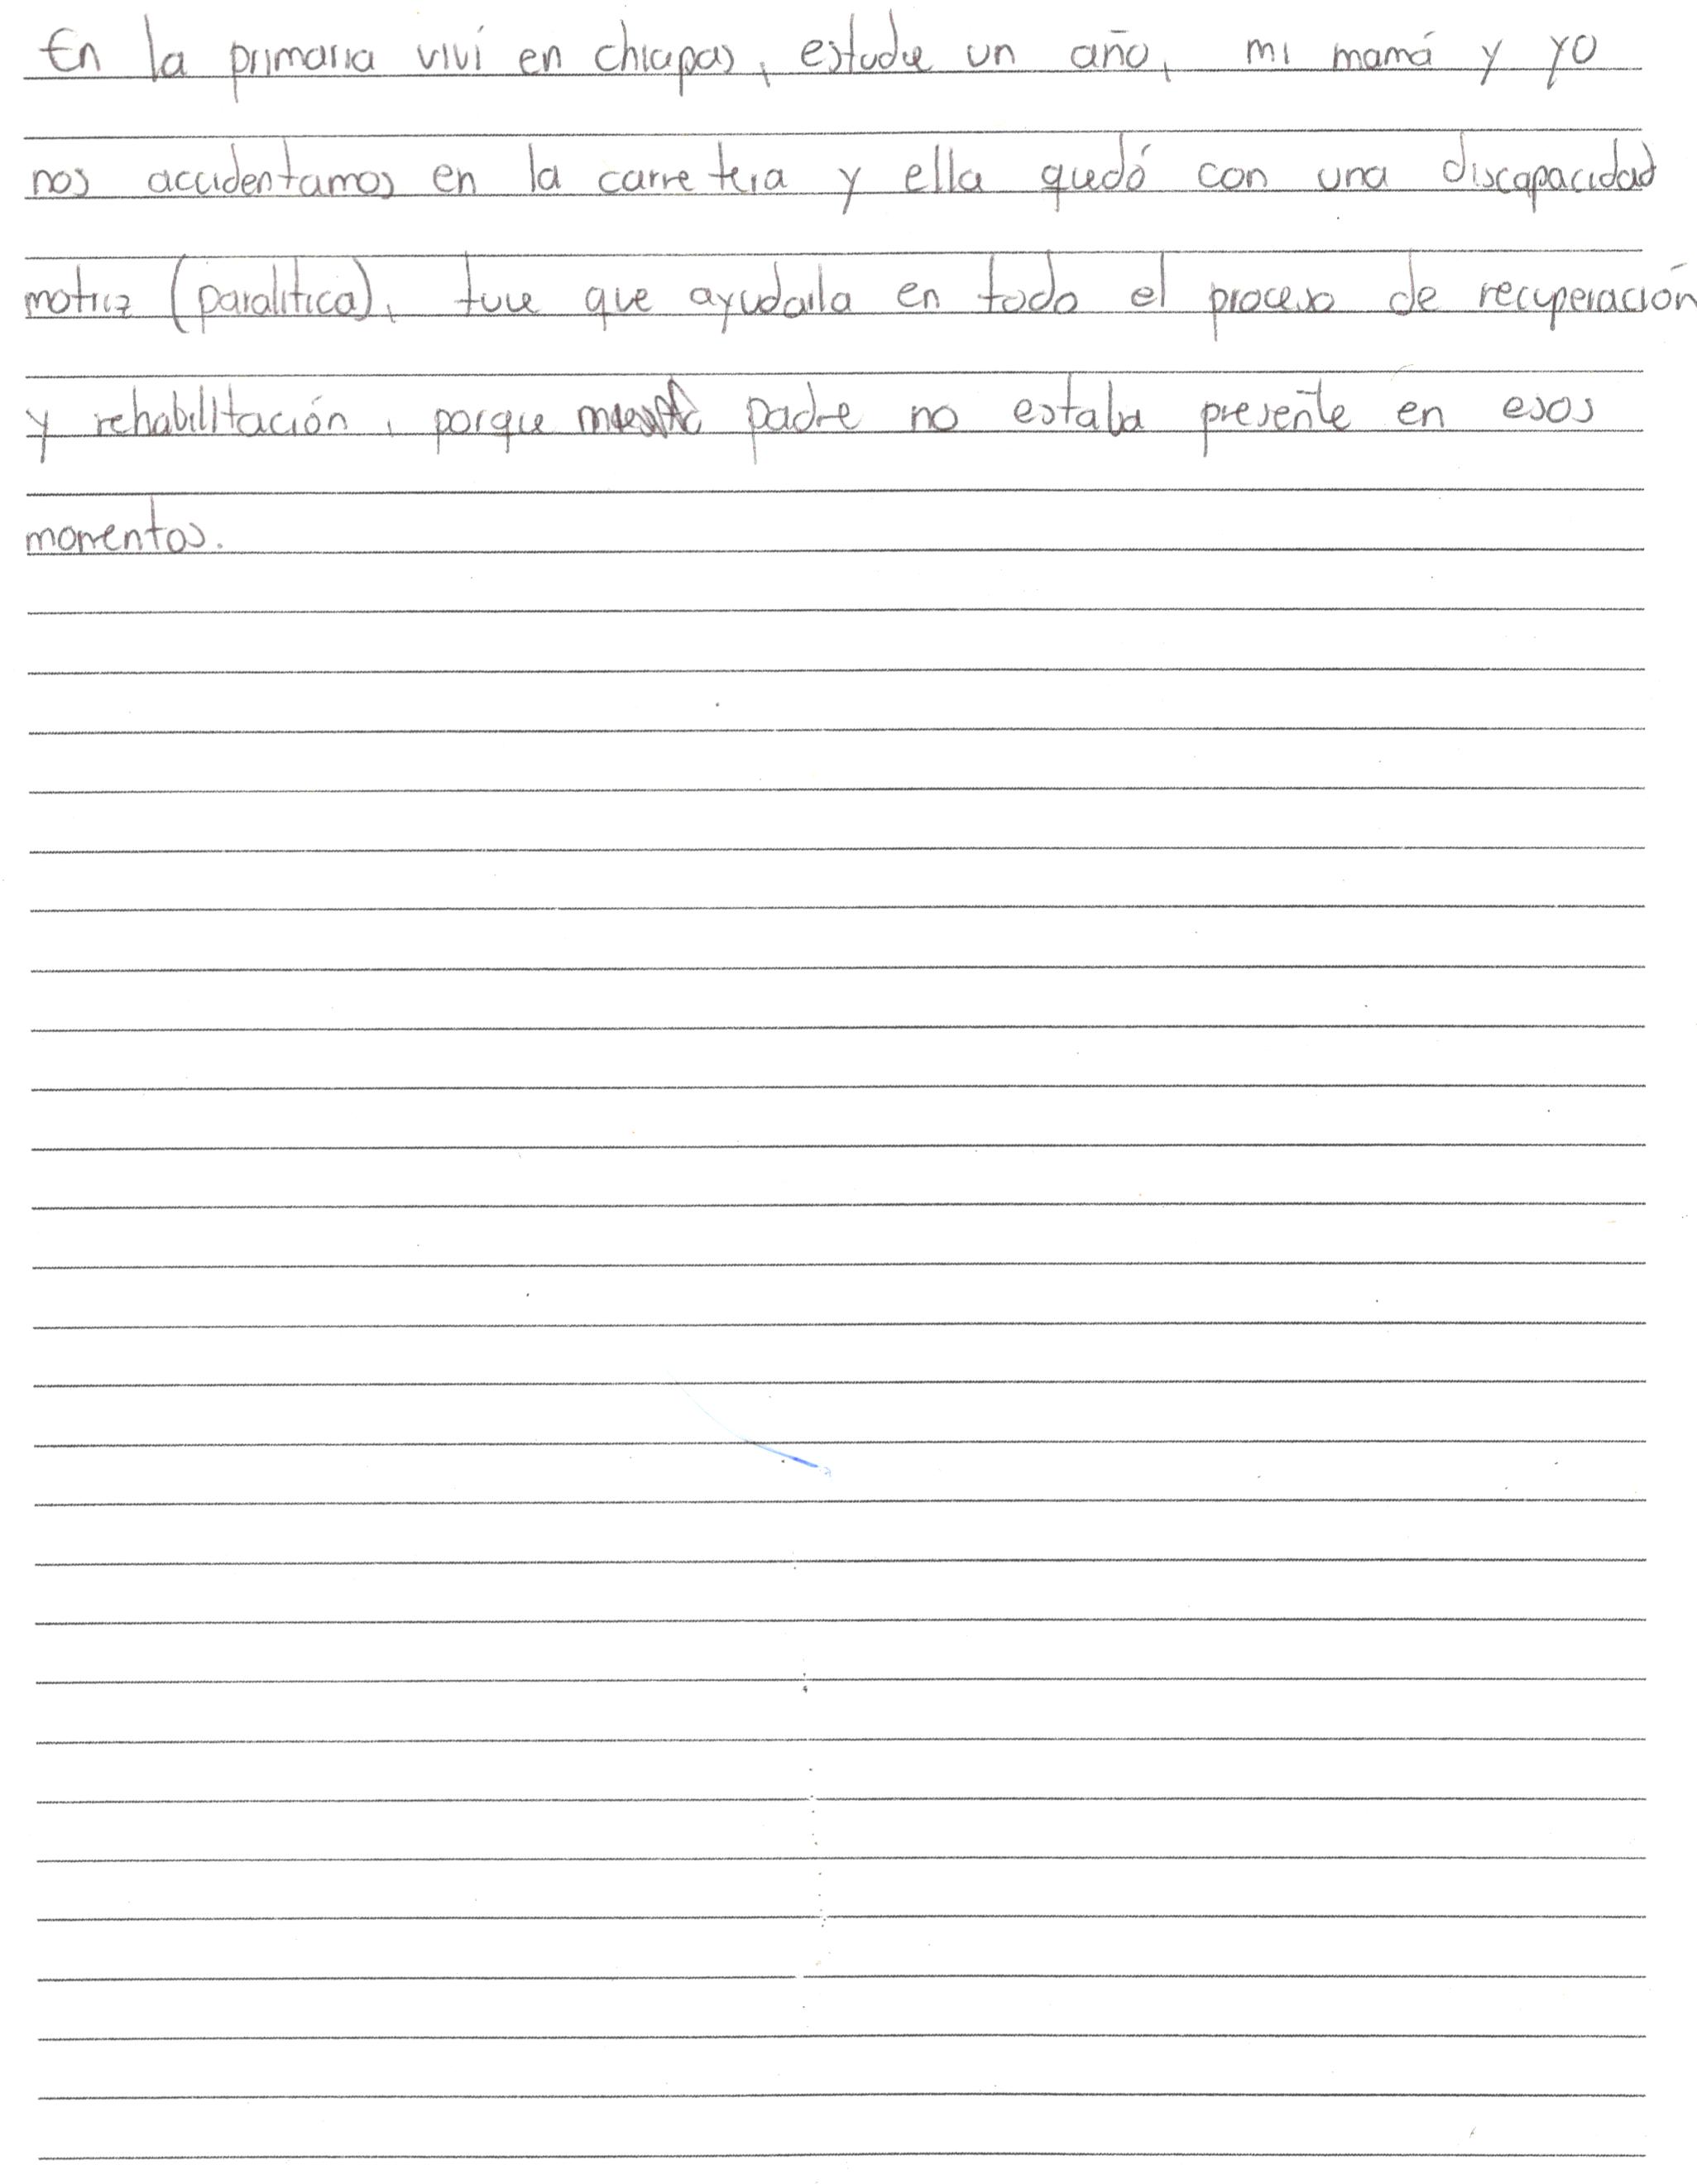 En la primaria viví en chiapas, estudie un año, mi mamá y yo
nos accidentamos en la carretera y ella quedó con una discapacidad
motriz (paralitica), tuve que ayudarla en todo el proceso de recuperación
y rehabilitación, porque padre no estaba presente en esos
momentos.